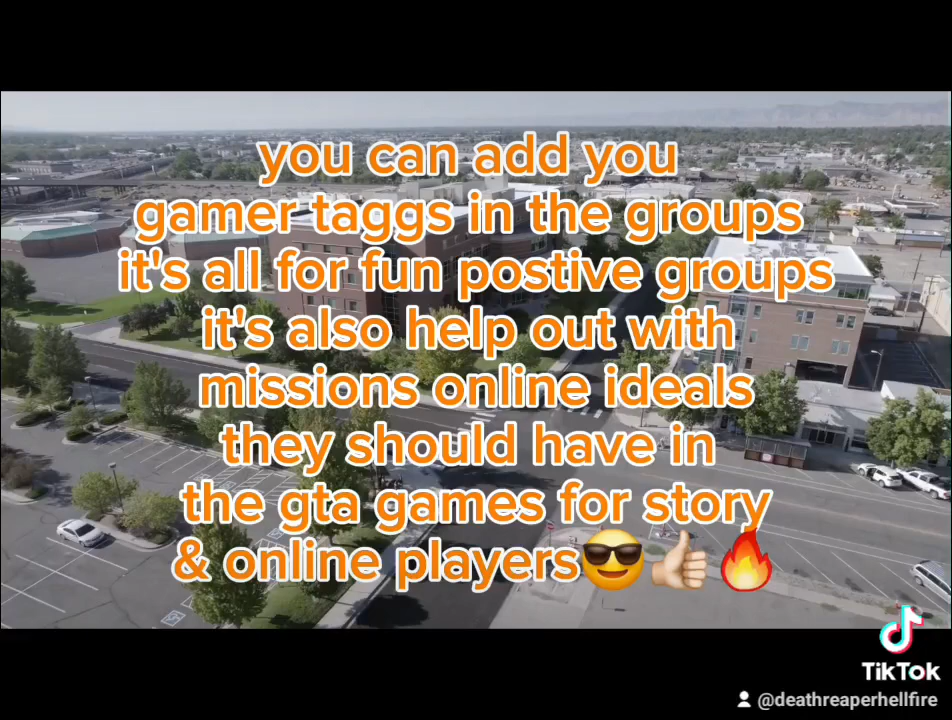 you can add you
gamer taggs in the groups
it's all for fun postive groups
it's also help out with
missions online ideals
they should have in
the gta games for story
& online players😎👍🔥
TikTok
@deathreaperhellfire